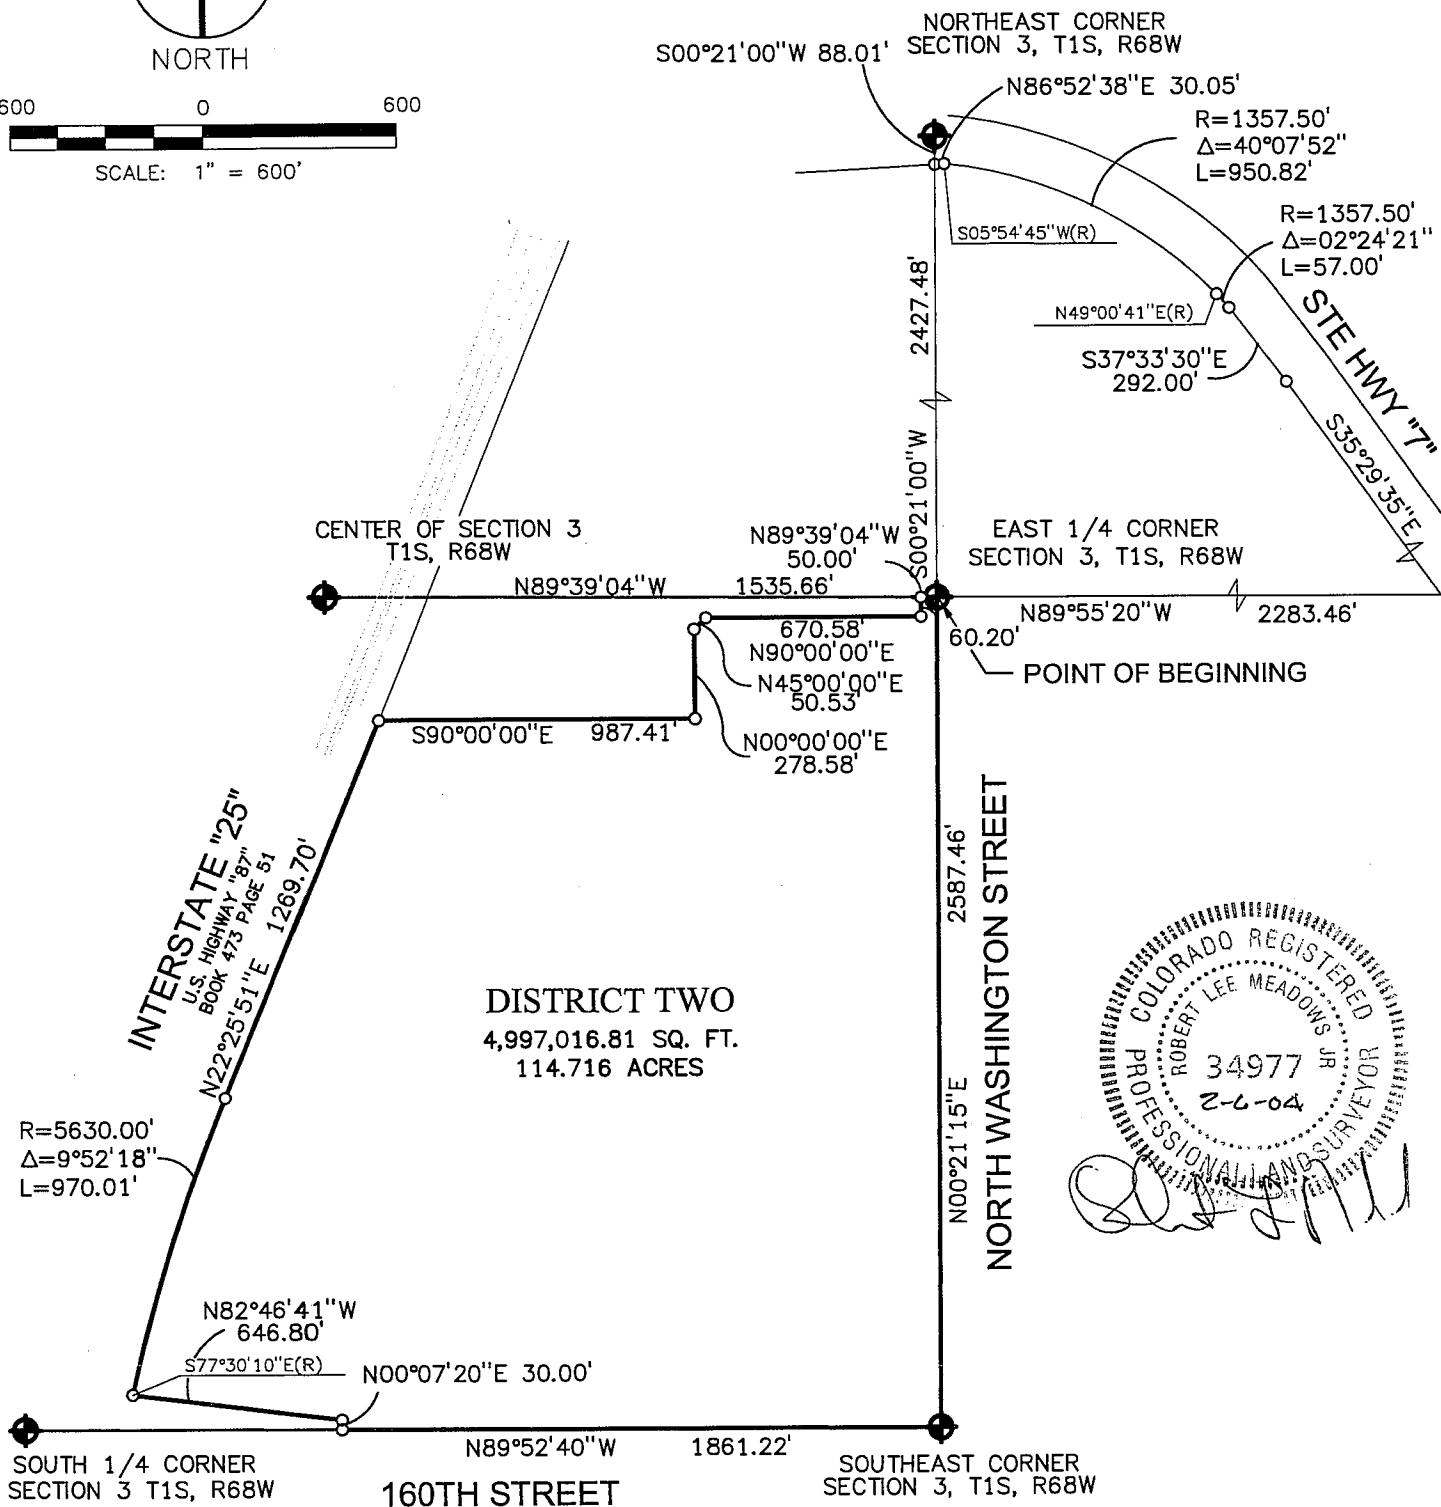 NORTH
600 0 600
SCALE: 1" = 600'
NORTHEAST CORNER
SECTION 3, T1S, R68W
S00°21'00"W 88.01'
N86°52'38"E 30.05'
R=1357.50'
Δ=40°07'52"
L=950.82'
R=1357.50'
Δ=02°24'21"
L=57.00'
S05°54'45"W(R)
N49°00'41"E(R)
S37°33'30"E
292.00'
STE HWY "7"
S35°29'35"E
2427.48'
S00°21'00"W
CENTER OF SECTION 3
T1S, R68W
N89°39'04"W
50.00'
EAST 1/4 CORNER
SECTION 3, T1S, R68W
N89°39'04"W 1535.66'
N89°55'20"W 2283.46'
60.20'
POINT OF BEGINNING
670.58'
N90°00'00"E
N45°00'00"E
50.53'
S90°00'00"E 987.41'
N00°00'00"E
278.58'
INTERSTATE "25"
U.S. HIGHWAY "87"
BOOK 473 PAGE 51
N22°25'51"E 1269.70'
2587.46'
N00°21'15"E
NORTH WASHINGTON STREET
DISTRICT TWO
4,997,016.81 SQ. FT.
114.716 ACRES
COLORADO REGISTERED
ROBERT LEE MEADOWS JR
34977
2-6-04
PROFESSIONAL LAND SURVEYOR
R=5630.00'
Δ=9°52'18"
L=970.01'
N82°46'41"W
646.80'
S77°30'10"E(R)
N00°07'20"E 30.00'
N89°52'40"W 1861.22'
SOUTH 1/4 CORNER
SECTION 3 T1S, R68W
160TH STREET
SOUTHEAST CORNER
SECTION 3, T1S, R68W